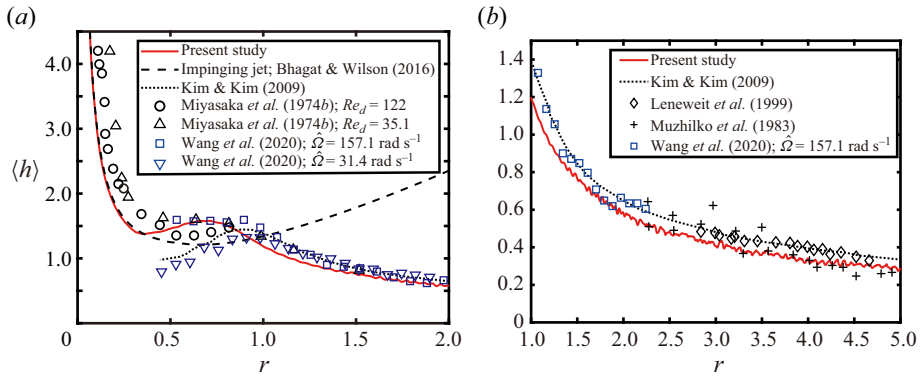 (a)
4.0
3.0
2.0
1.0
0
0.5
1.0
1.5
2.0
⟨h⟩
r
Present study
Impinging jet; Bhagat & Wilson (2016)
Kim & Kim (2009)
Miyasaka et al. (1974b); Re_d = 122
Miyasaka et al. (1974b); Re_d = 35.1
Wang et al. (2020); Ω̂ = 157.1 rad s⁻¹
Wang et al. (2020); Ω̂ = 31.4 rad s⁻¹
(b)
1.4
1.2
1.0
0.8
0.6
0.4
0.2
0
1.0
1.5
2.0
2.5
3.0
3.5
4.0
4.5
5.0
r
Present study
Kim & Kim (2009)
Leneweit et al. (1999)
Muzhilko et al. (1983)
Wang et al. (2020); Ω̂ = 157.1 rad s⁻¹